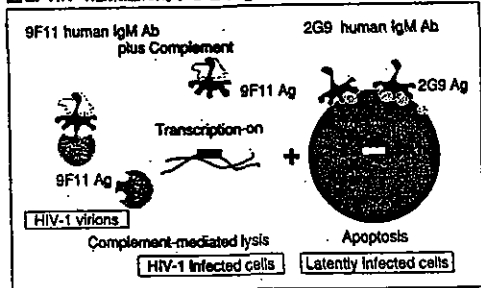 9F11 human IgM Ab
plus Complement
2G9 human IgM Ab
9F11 Ag
2G9 Ag
Transcription-on
+
9F11 Ag
HIV-1 virions
Complement-mediated lysis
Apoptosis
HIV-1 Infected cells
Latently Infected cells